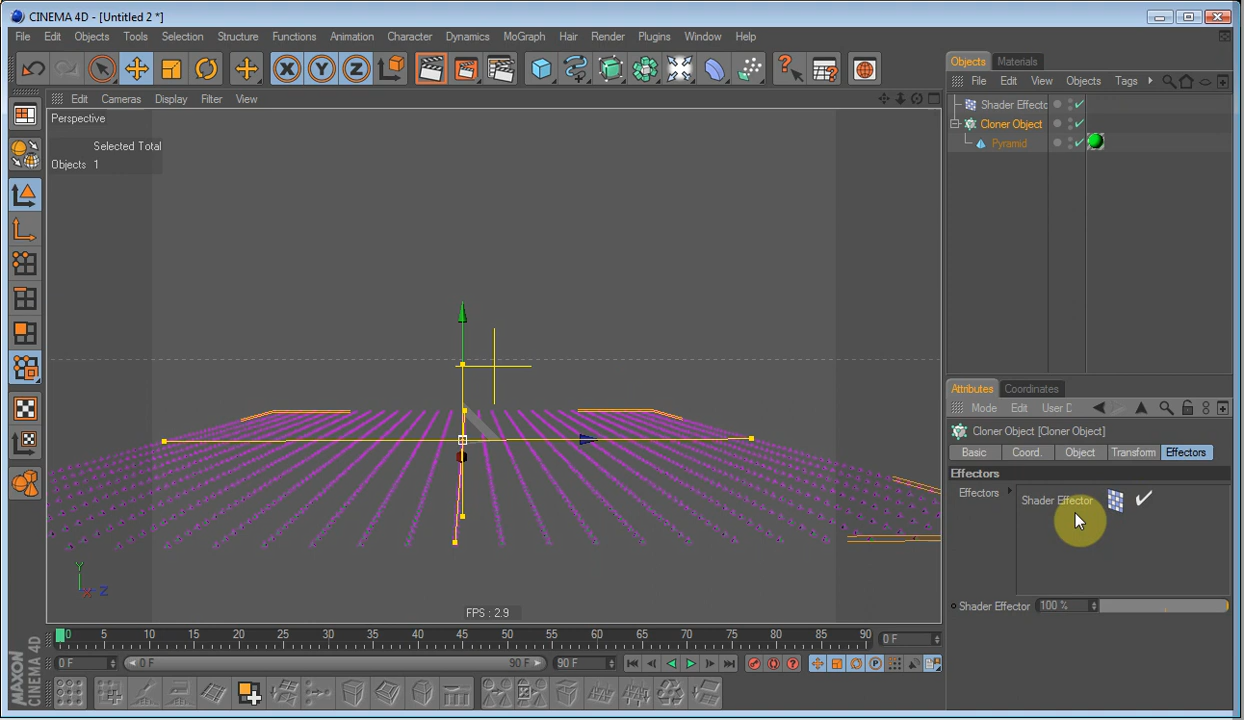 CINEMA 4D - [Untitled 2 *]
File Edit Objects Tools Selection Structure Functions Animation Character Dynamics MoGraph Hair Render Plugins Window Help
Objects Materials
File Edit View Objects Tags
Edit Cameras Display Filter View
Perspective
Selected Total
Objects 1
Shader Effecto
Cloner Object
Pyramid
Attributes Coordinates
Mode Edit User D
Cloner Object [Cloner Object]
Basic Coord. Object Transform Effectors
Effectors
Effectors Shader Effector
Shader Effector 100 %
Y
X Z
FPS : 2.9
0 5 10 15 20 25 30 35 40 45 50 55 60 65 70 75 80 85 90 0 F
0 F 0 F 90 F 90 F
MAXON
CINEMA 4D